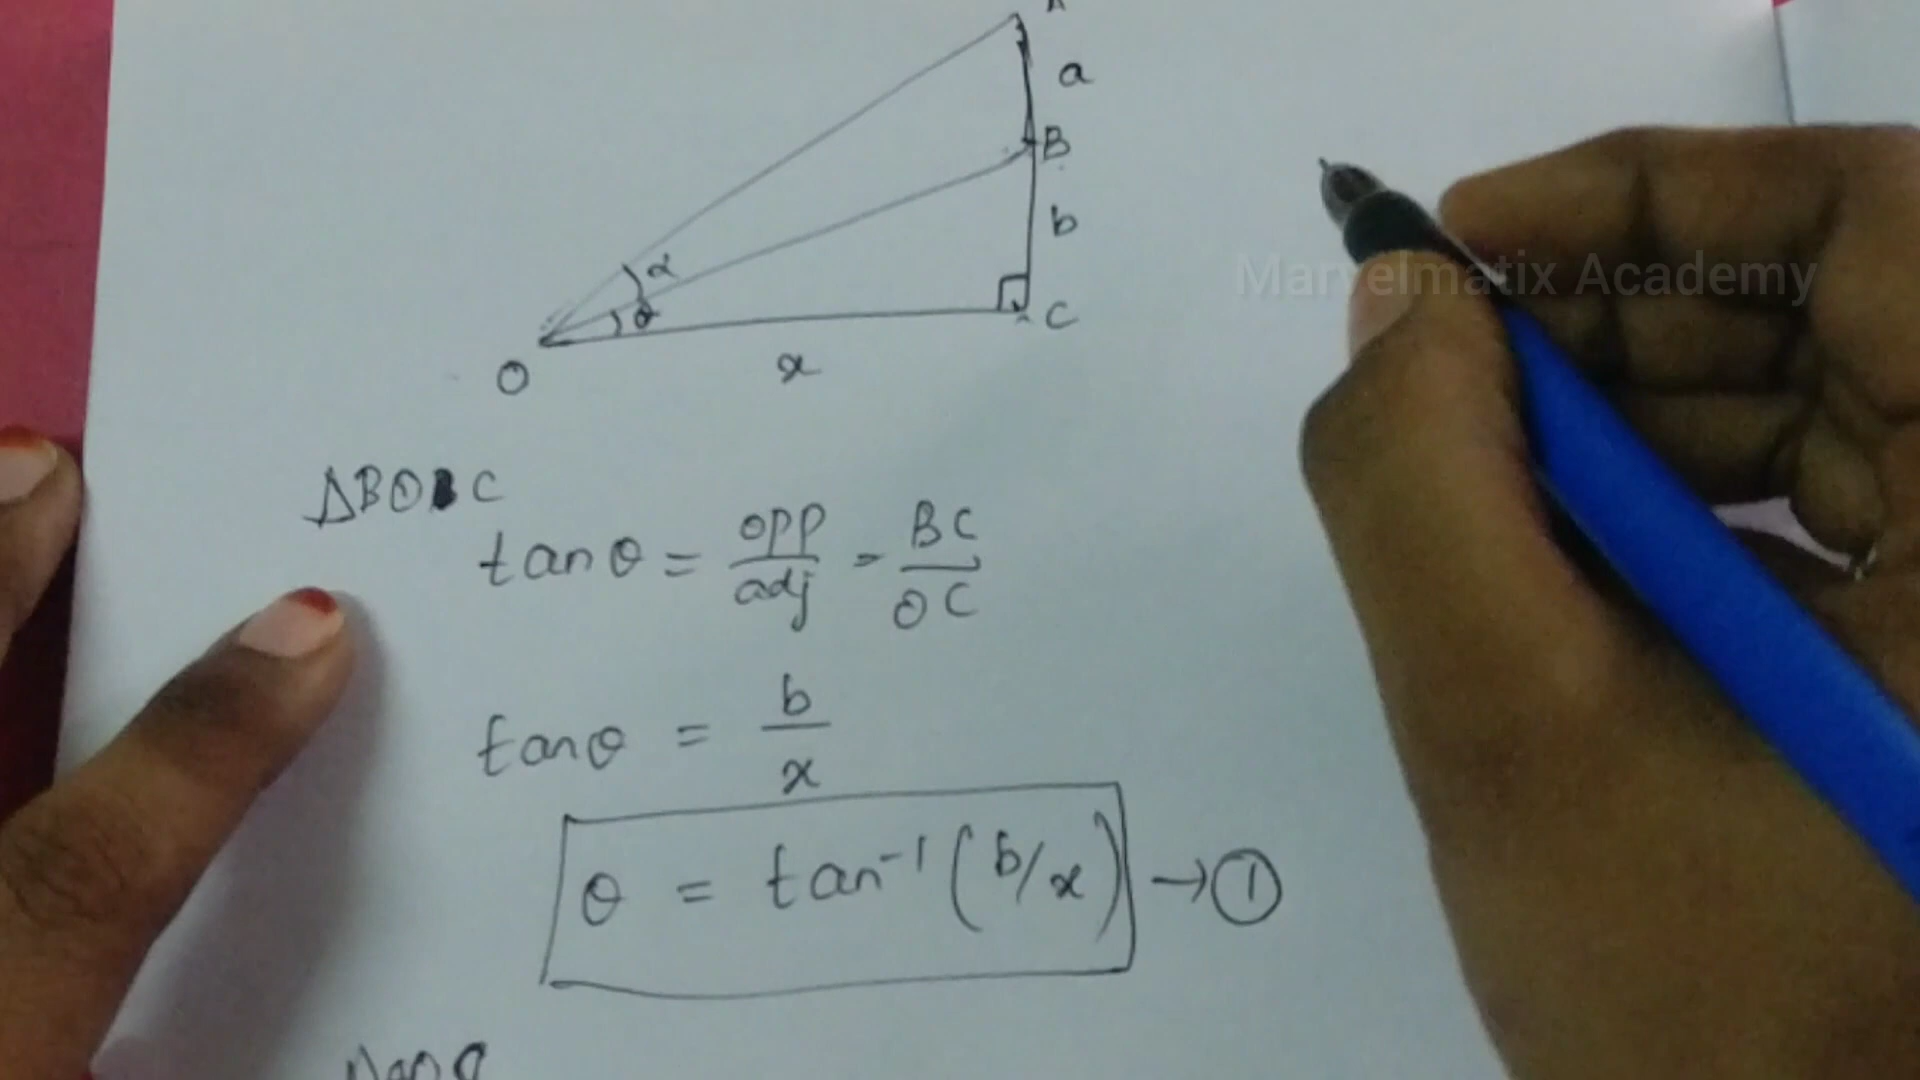 a
B
b
α
θ
C
O
x
Marvelmatix Academy
ΔBOC
tanθ = opp/adj = BC/OC
tanθ = b/x
θ = tan⁻¹(b/x) → ①